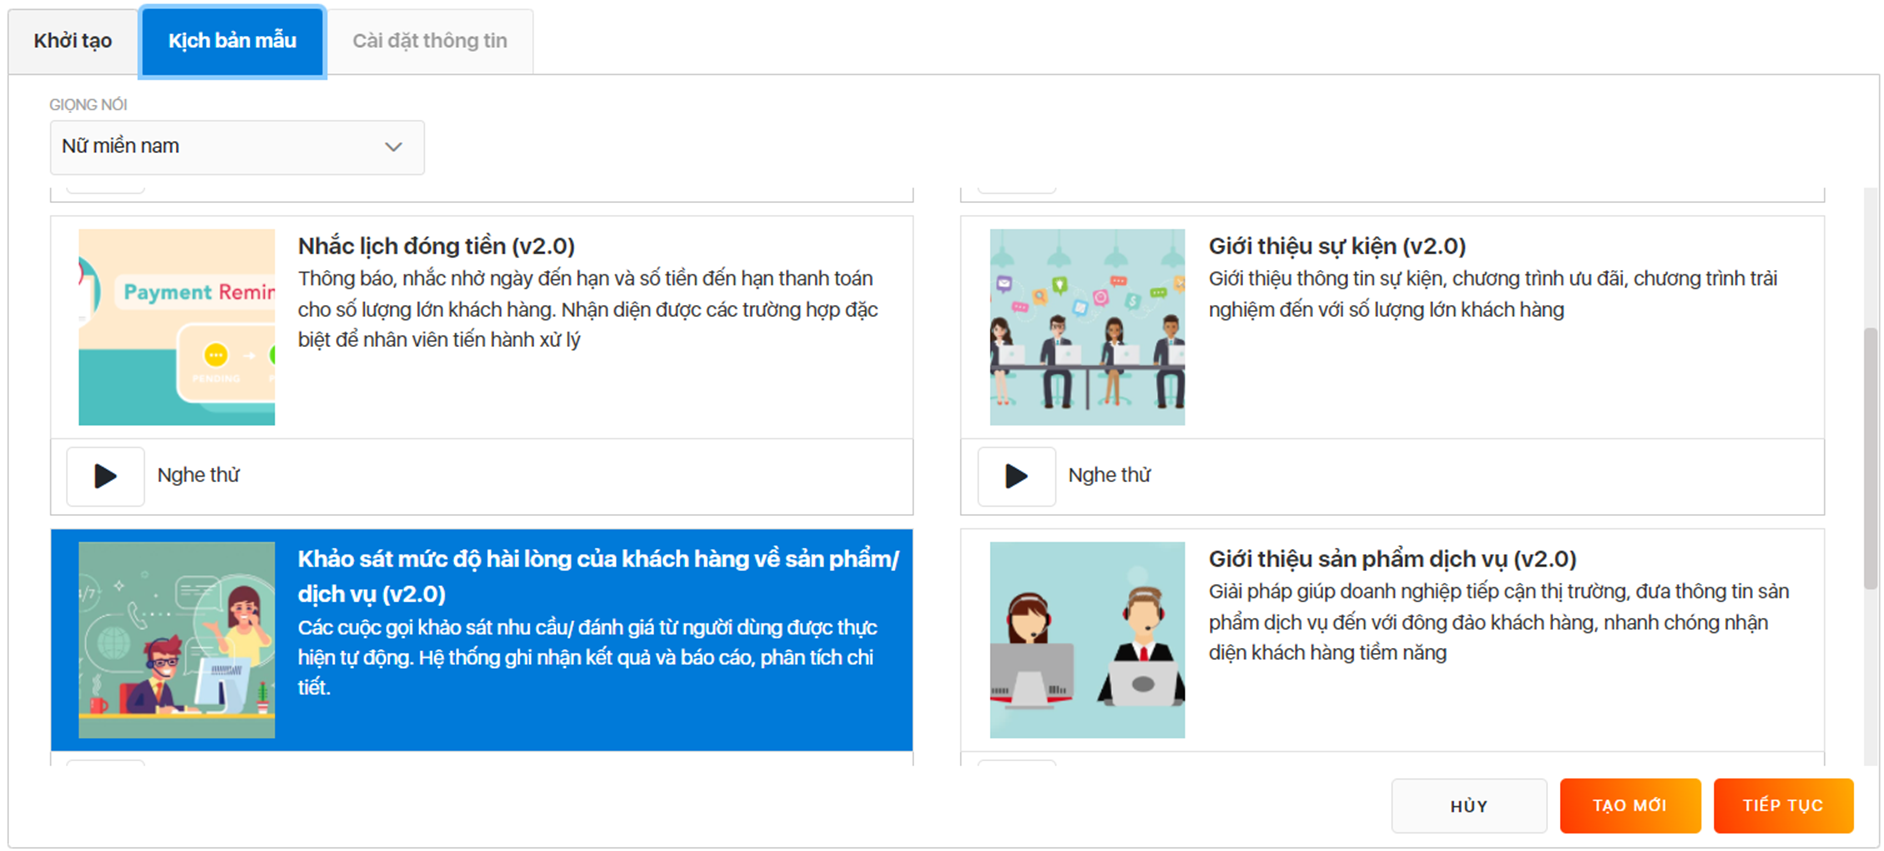 Khởi tạo
Kịch bản mẫu
Cài đặt thông tin
GIỌNG NÓI
Nữ miền nam
Payment Remin
PENDING
Nhắc lịch đóng tiền (v2.0)
Thông báo, nhắc nhở ngày đến hạn và số tiền đến hạn thanh toán
cho số lượng lớn khách hàng. Nhận diện được các trường hợp đặc
biệt để nhân viên tiến hành xử lý
Nghe thử
Giới thiệu sự kiện (v2.0)
Giới thiệu thông tin sự kiện, chương trình ưu đãi, chương trình trải
nghiệm đến với số lượng lớn khách hàng
Nghe thử
Khảo sát mức độ hài lòng của khách hàng về sản phẩm/
dịch vụ (v2.0)
Các cuộc gọi khảo sát nhu cầu/ đánh giá từ người dùng được thực
hiện tự động. Hệ thống ghi nhận kết quả và báo cáo, phân tích chi
tiết.
Giới thiệu sản phẩm dịch vụ (v2.0)
Giải pháp giúp doanh nghiệp tiếp cận thị trường, đưa thông tin sản
phẩm dịch vụ đến với đông đảo khách hàng, nhanh chóng nhận
diện khách hàng tiềm năng
HỦY
TẠO MỚI
TIẾP TỤC